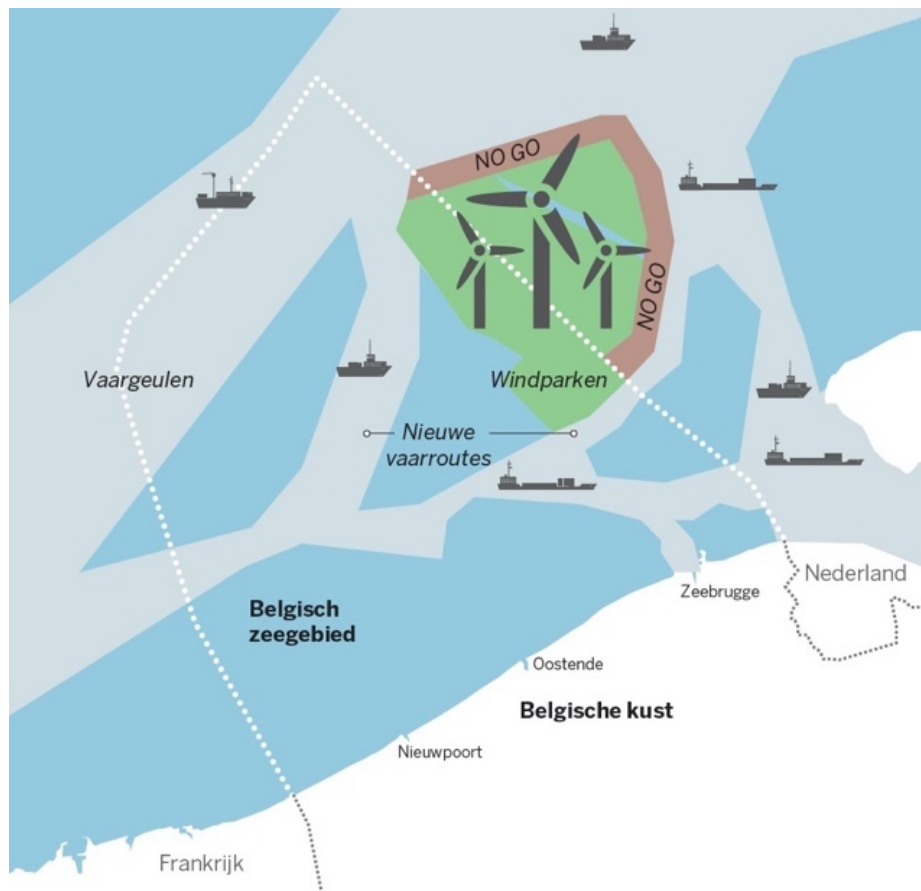 NO GO
NO GO
Vaargeulen
Windparken
Nieuwe
vaarroutes
Nederland
Zeebrugge
Belgisch
zeegebied
Oostende
Belgische kust
Nieuwpoort
Frankrijk